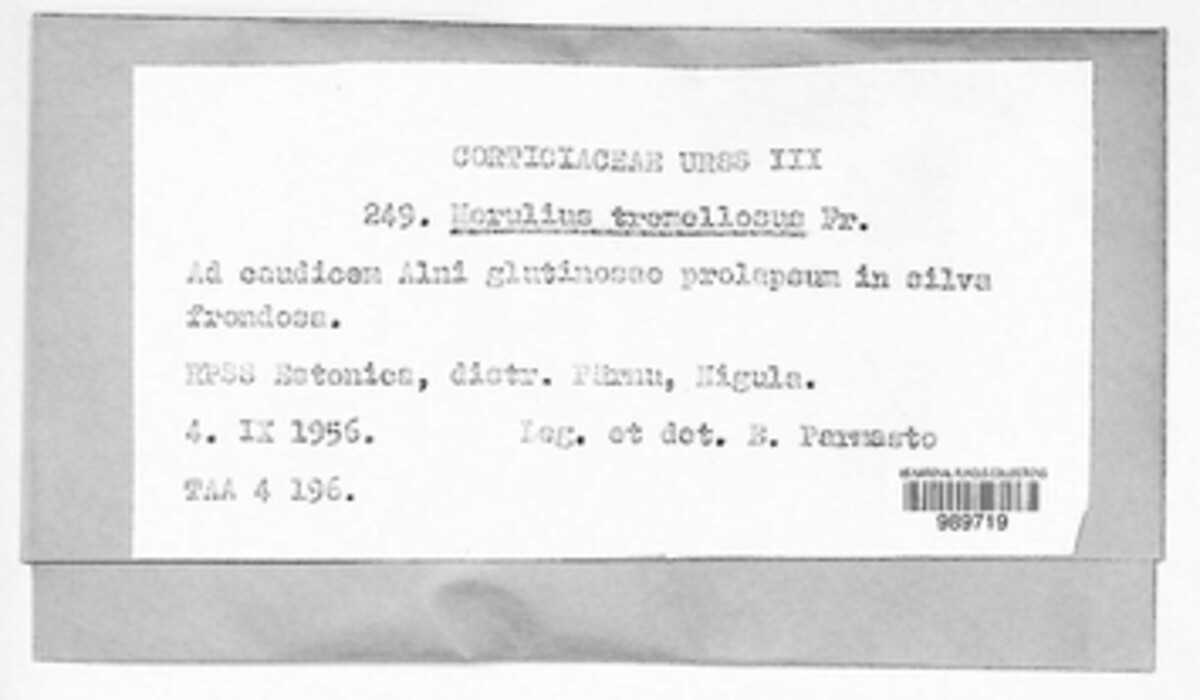 CORTICIACEAE URSS III
249. Merulius tremellosus Fr.
Ad caudicem Alni glutinosae prolapsum in silva
frondosa.
RPSS Estonica, distr. Pärnu, Nigula.
4. IX 1956. Leg. et det. E. Parmasto
TAA 4 196.
989719